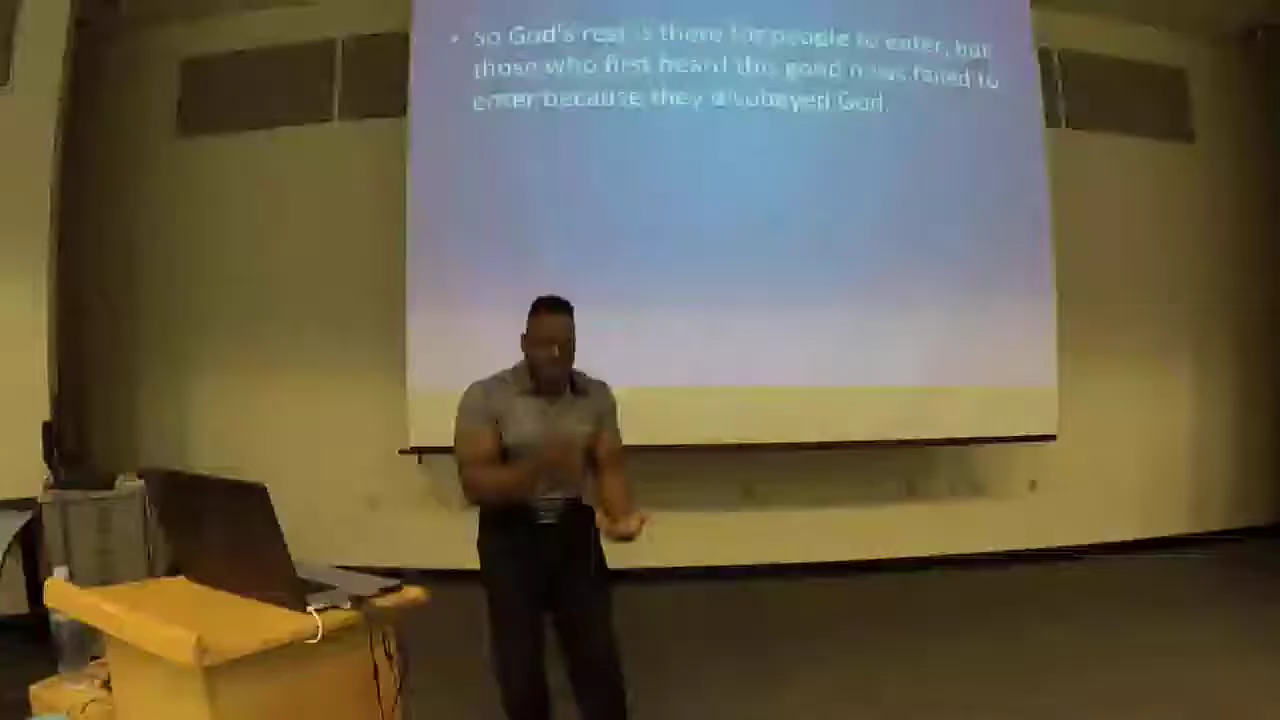 • So God's rest is there for people to enter, but
those who first heard this good news failed to
enter because they disobeyed God.